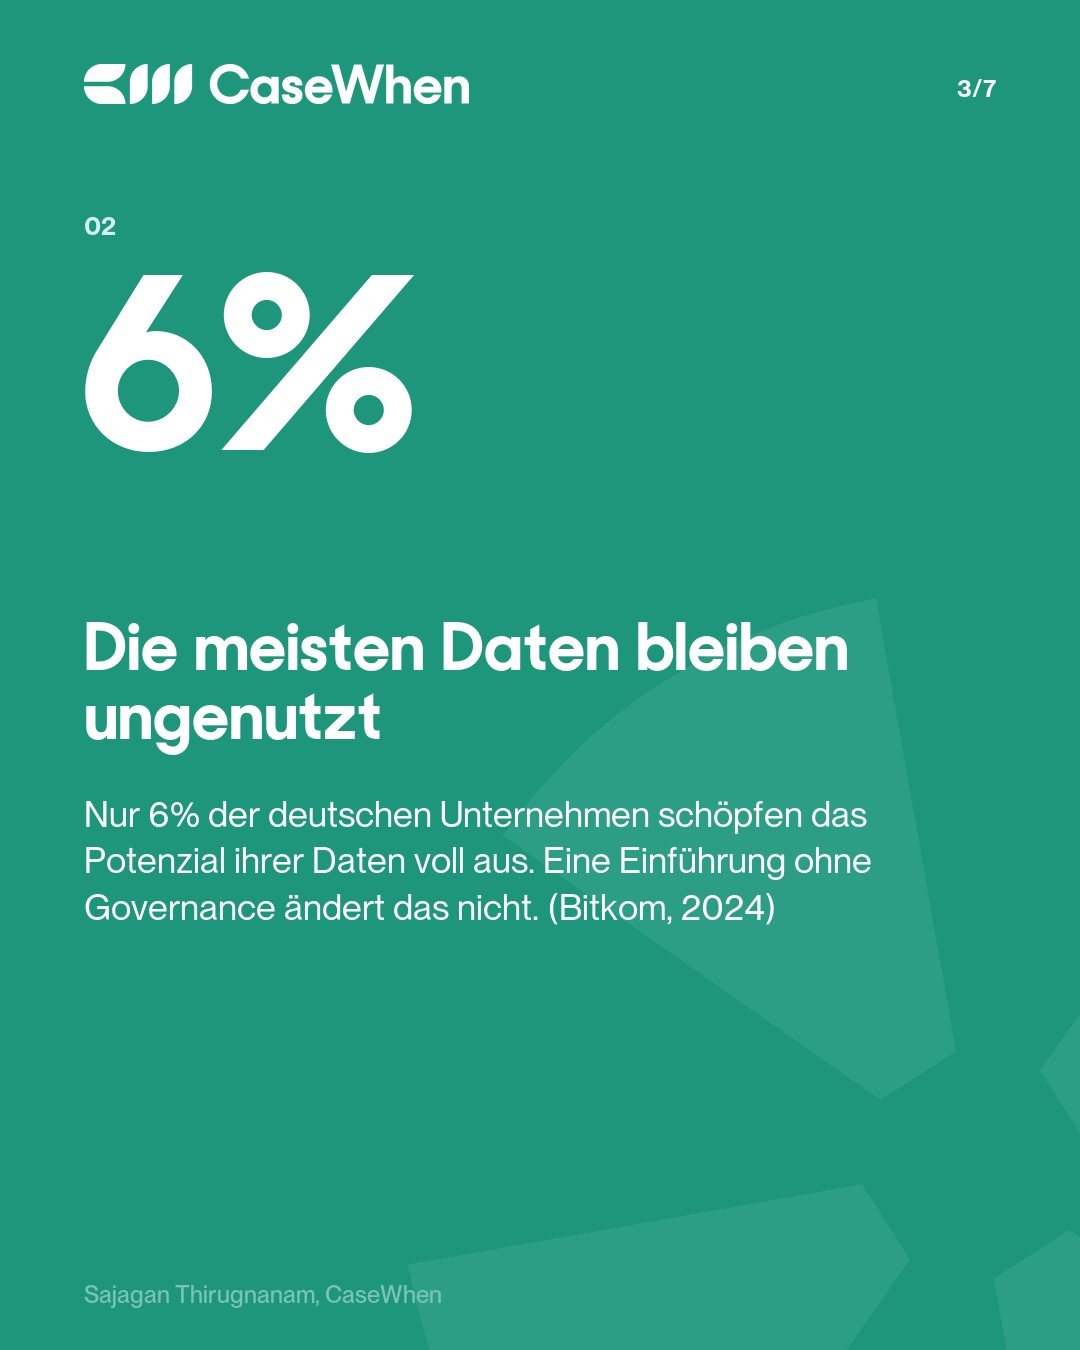 CaseWhen
3/7
02
6%
Die meisten Daten bleiben
ungenutzt
Nur 6% der deutschen Unternehmen schöpfen das
Potenzial ihrer Daten voll aus. Eine Einführung ohne
Governance ändert das nicht. (Bitkom, 2024)
Sajagan Thirugnanam, CaseWhen